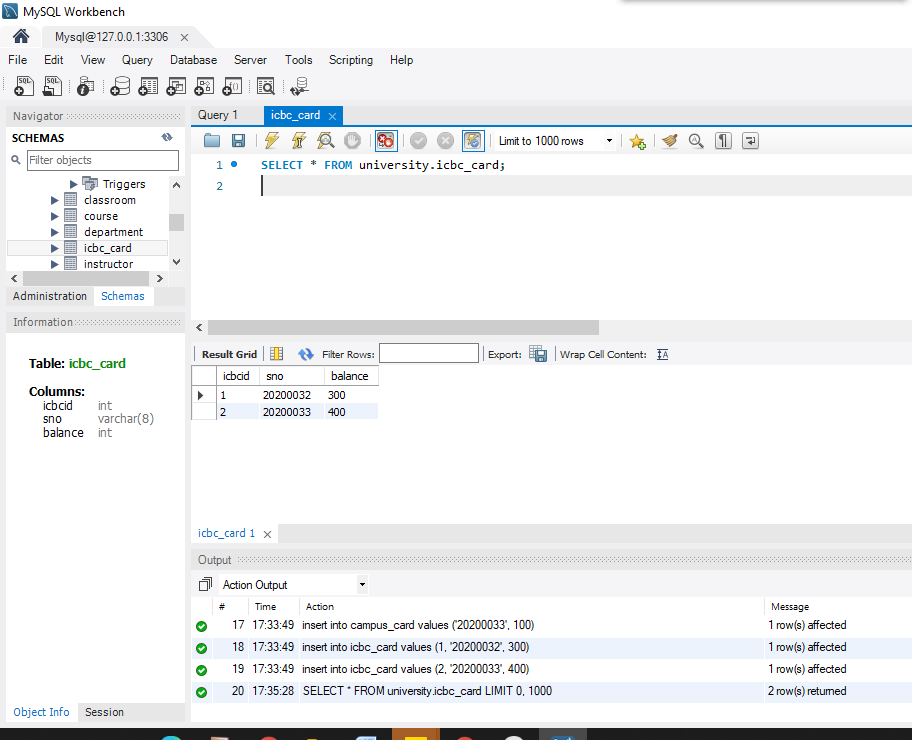 MySQL Workbench
Mysql@127.0.0.1:3306
File Edit View Query Database Server Tools Scripting Help
Navigator
SCHEMAS
Filter objects
Triggers
classroom
course
department
icbc_card
instructor
Administration Schemas
Information
Table: icbc_card
Columns:
icbcid int
sno varchar(8)
balance int
Object Info Session
Query 1 icbc_card
Limit to 1000 rows
1 SELECT * FROM university.icbc_card;
2
Result Grid Filter Rows: Export: Wrap Cell Content:
icbcid sno balance
1 20200032 300
2 20200033 400
icbc_card 1
Output
Action Output
# Time Action Message
17 17:33:49 insert into campus_card values ('20200033', 100) 1 row(s) affected
18 17:33:49 insert into icbc_card values (1, '20200032', 300) 1 row(s) affected
19 17:33:49 insert into icbc_card values (2, '20200033', 400) 1 row(s) affected
20 17:35:28 SELECT * FROM university.icbc_card LIMIT 0, 1000 2 row(s) returned